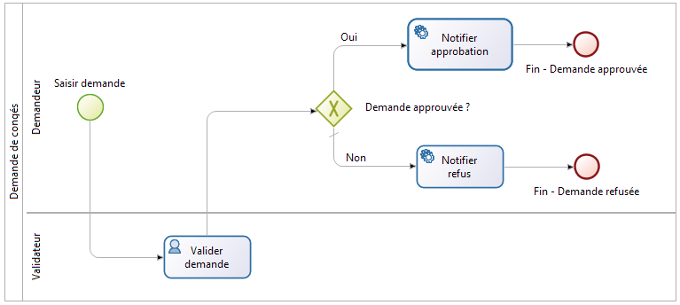 Demande de congés
Demandeur
Saisir demande
Oui
Notifier
approbation
Fin - Demande approuvée
Demande approuvée ?
Non
Notifier
refus
Fin - Demande refusée
Validateur
Valider
demande